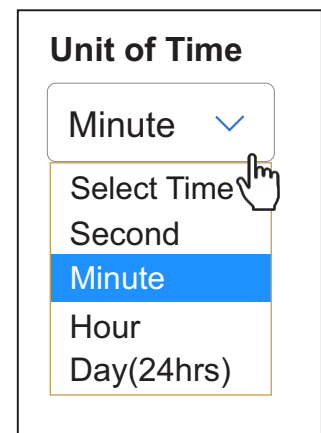 Unit of Time
Minute
Select Time
Second
Minute
Hour
Day(24hrs)